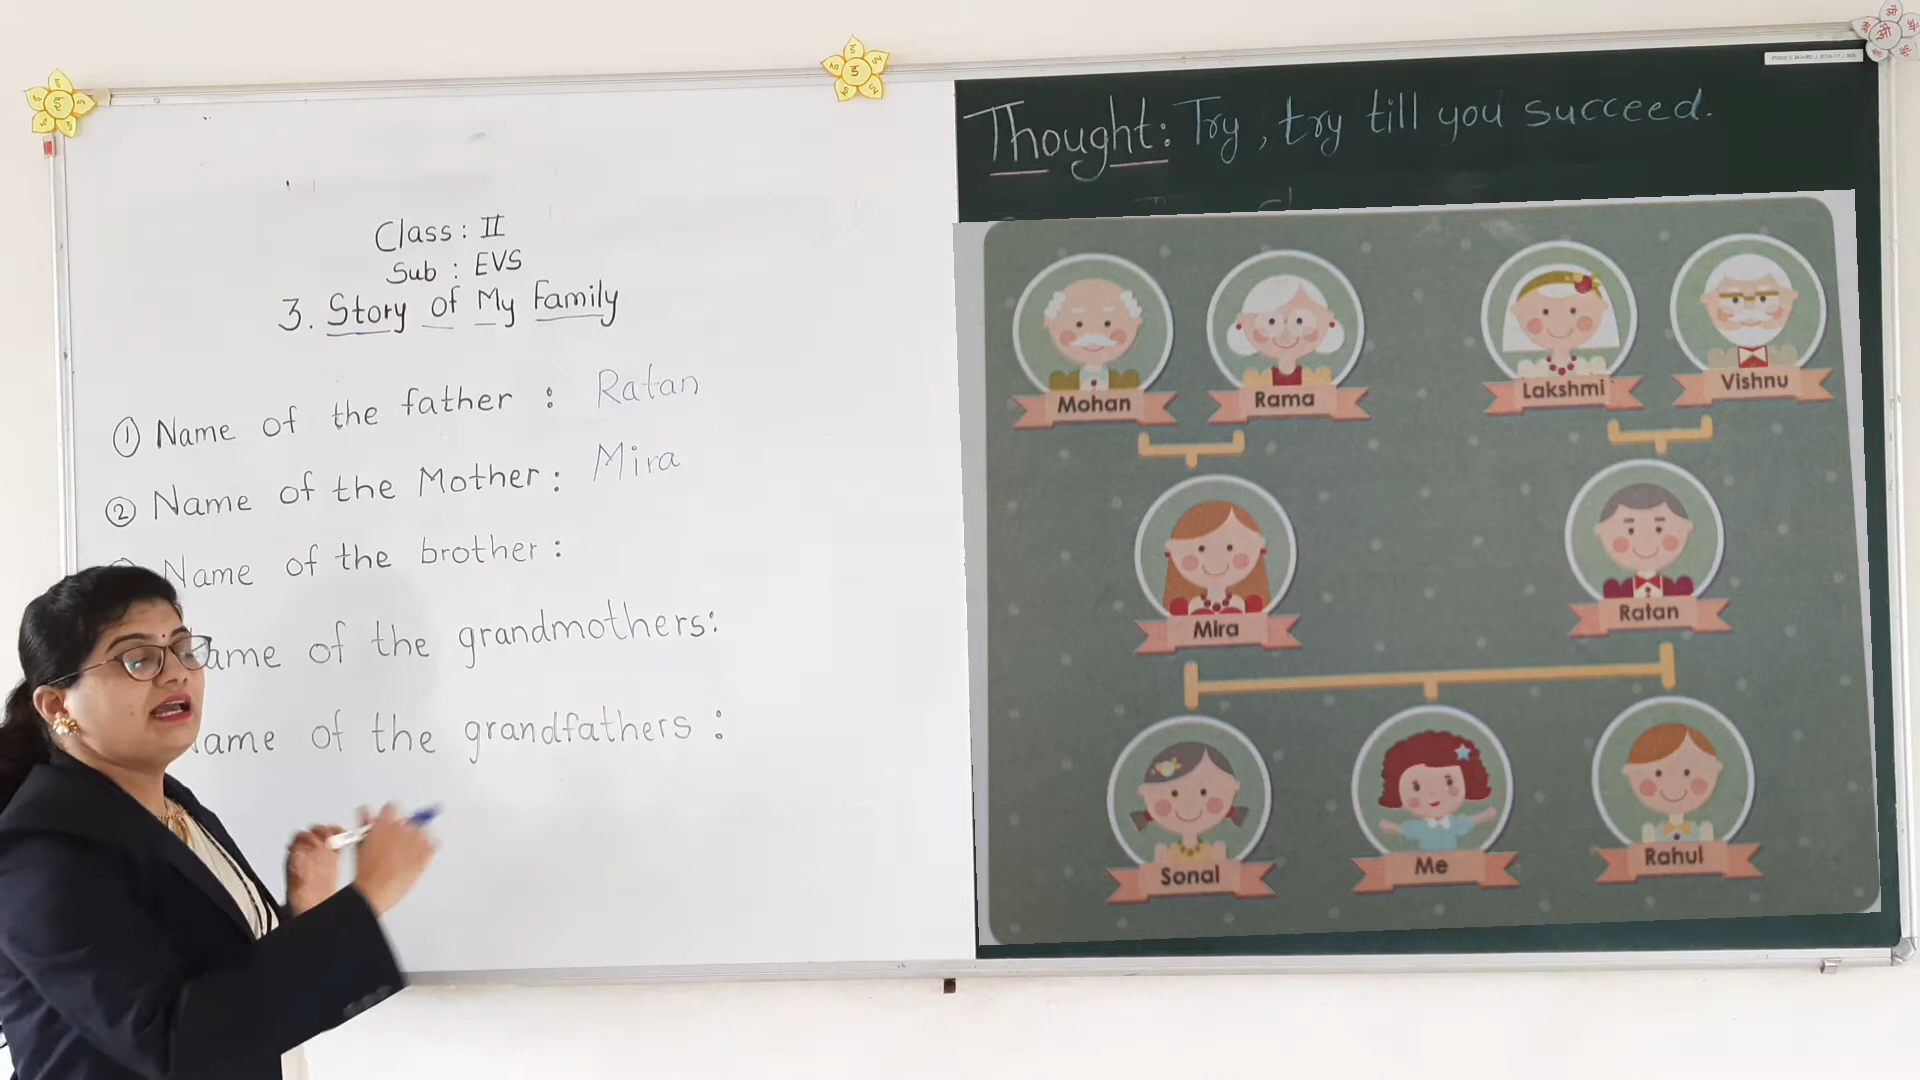 Class : II
Sub : EVS
3. Story of My Family
① Name of the father : Ratan
② Name of the Mother : Mira
Name of the brother :
ame of the grandmothers:
ame of the grandfathers :
Thought: Try, try till you succeed.
Mohan Rama Lakshmi Vishnu
Mira Ratan
Sonal Me Rahul